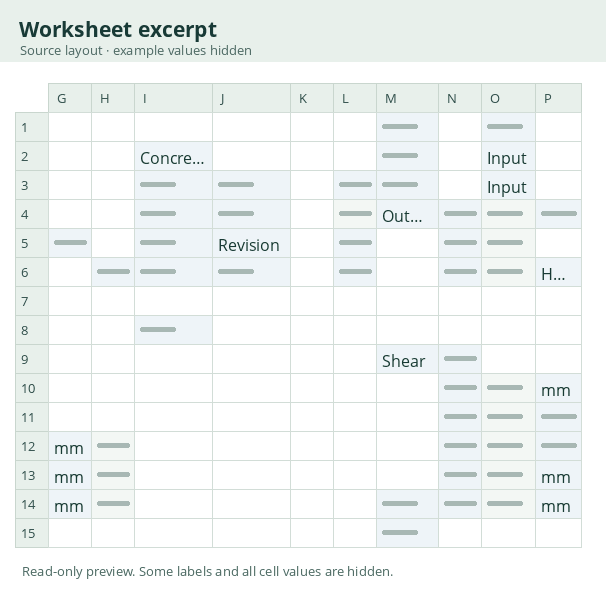 Worksheet excerpt
Source layout · example values hidden
G H I J K L M N O P
1
2 Concre... Input
3 Input
4 Out...
5 Revision
6 H...
7
8
9 Shear
10 mm
11
12 mm
13 mm mm
14 mm mm
15
Read-only preview. Some labels and all cell values are hidden.